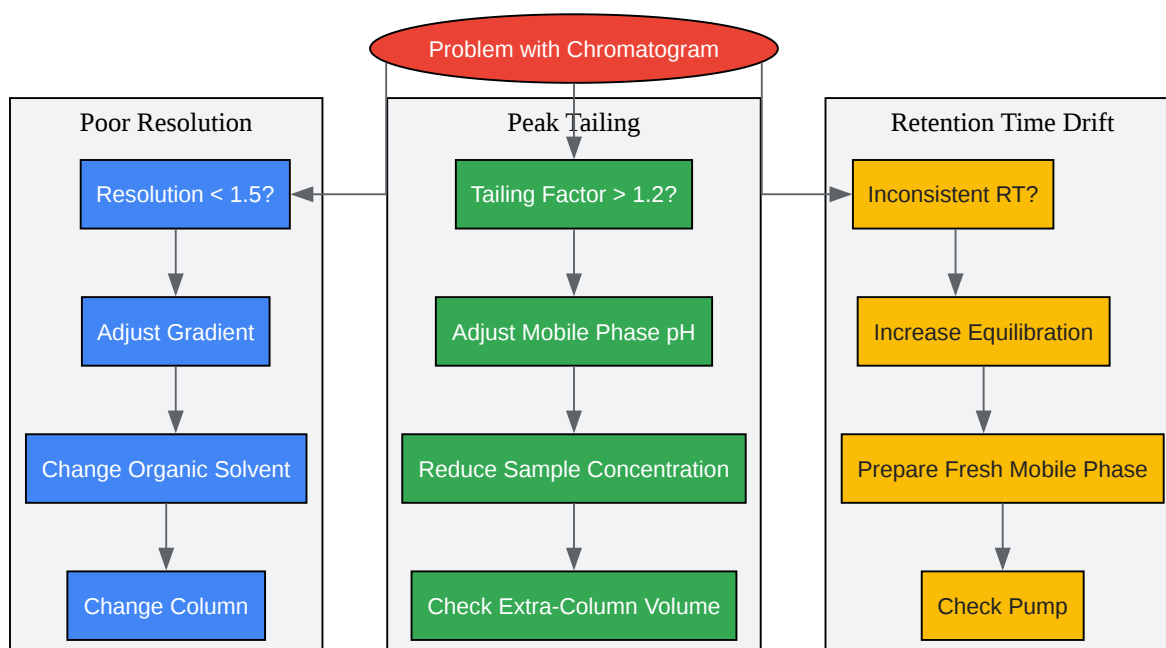 Problem with Chromatogram
Poor Resolution
Resolution < 1.5?
Adjust Gradient
Change Organic Solvent
Change Column
Peak Tailing
Tailing Factor > 1.2?
Adjust Mobile Phase pH
Reduce Sample Concentration
Check Extra-Column Volume
Retention Time Drift
Inconsistent RT?
Increase Equilibration
Prepare Fresh Mobile Phase
Check Pump